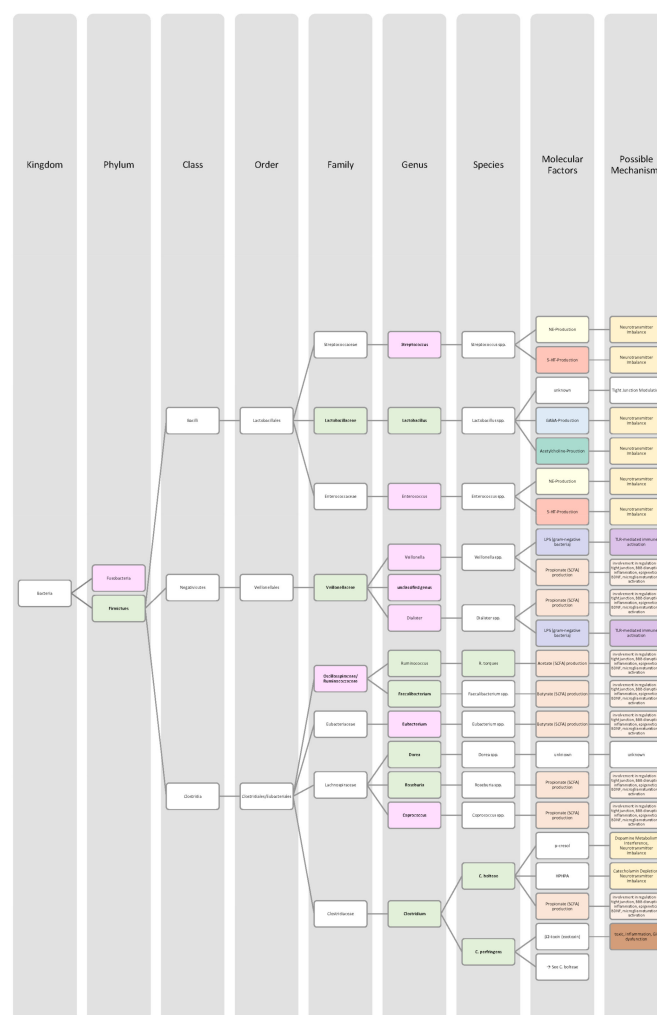 Kingdom
Phylum
Class
Order
Family
Genus
Species
Molecular
Factors
Possible
Mechanism
Bacteria
Fusobacteria
Firmicutes
Bacilli
Lactobacillales
Streptococcaceae
Streptococcus
Streptococcus spp.
NE-Production
Neurotransmitter
Imbalance
5-HT-Production
Neurotransmitter
Imbalance
Lactobacillaceae
Lactobacillus
Lactobacillus spp.
unknown
Tight Junction Modulation
GABA-Production
Neurotransmitter
Imbalance
Acetylcholine-Production
Neurotransmitter
Imbalance
Enterococcaceae
Enterococcus
Enterococcus spp.
NE-Production
Neurotransmitter
Imbalance
5-HT-Production
Neurotransmitter
Imbalance
Negativicutes
Veillonellales
Veillonellaceae
Veillonella
Veillonella spp.
LPS (gram-negative
bacteria)
TLR-mediated immune
activation
Propionate (SCFA)
production
unclassified genus
Dialister
Dialister spp.
Propionate (SCFA)
production
LPS (gram-negative
bacteria)
TLR-mediated immune
activation
Clostridia
Clostridiales/Eubacteriales
Oscillospiraceae/
Ruminococcaceae
Ruminococcus
R. torques
Acetate (SCFA) production
Faecalibacterium
Faecalibacterium spp.
Butyrate (SCFA) production
Eubacteriaceae
Eubacterium
Eubacterium spp.
Butyrate (SCFA) production
Lachnospiraceae
Dorea
Dorea spp.
unknown
unknown
Roseburia
Roseburia spp.
Propionate (SCFA)
production
Coprococcus
Coprococcus spp.
Propionate (SCFA)
production
Clostridiaceae
Clostridium
C. bolteae
p-cresol
Dopamine Metabolism
Interference,
Neurotransmitter
Imbalance
HPHPA
Catecholamin Depletion
Neurotransmitter
Imbalance
Propionate (SCFA)
production
C. perfringens
β2-toxin (exotoxin)
dysfunction
→ See C. bolteae